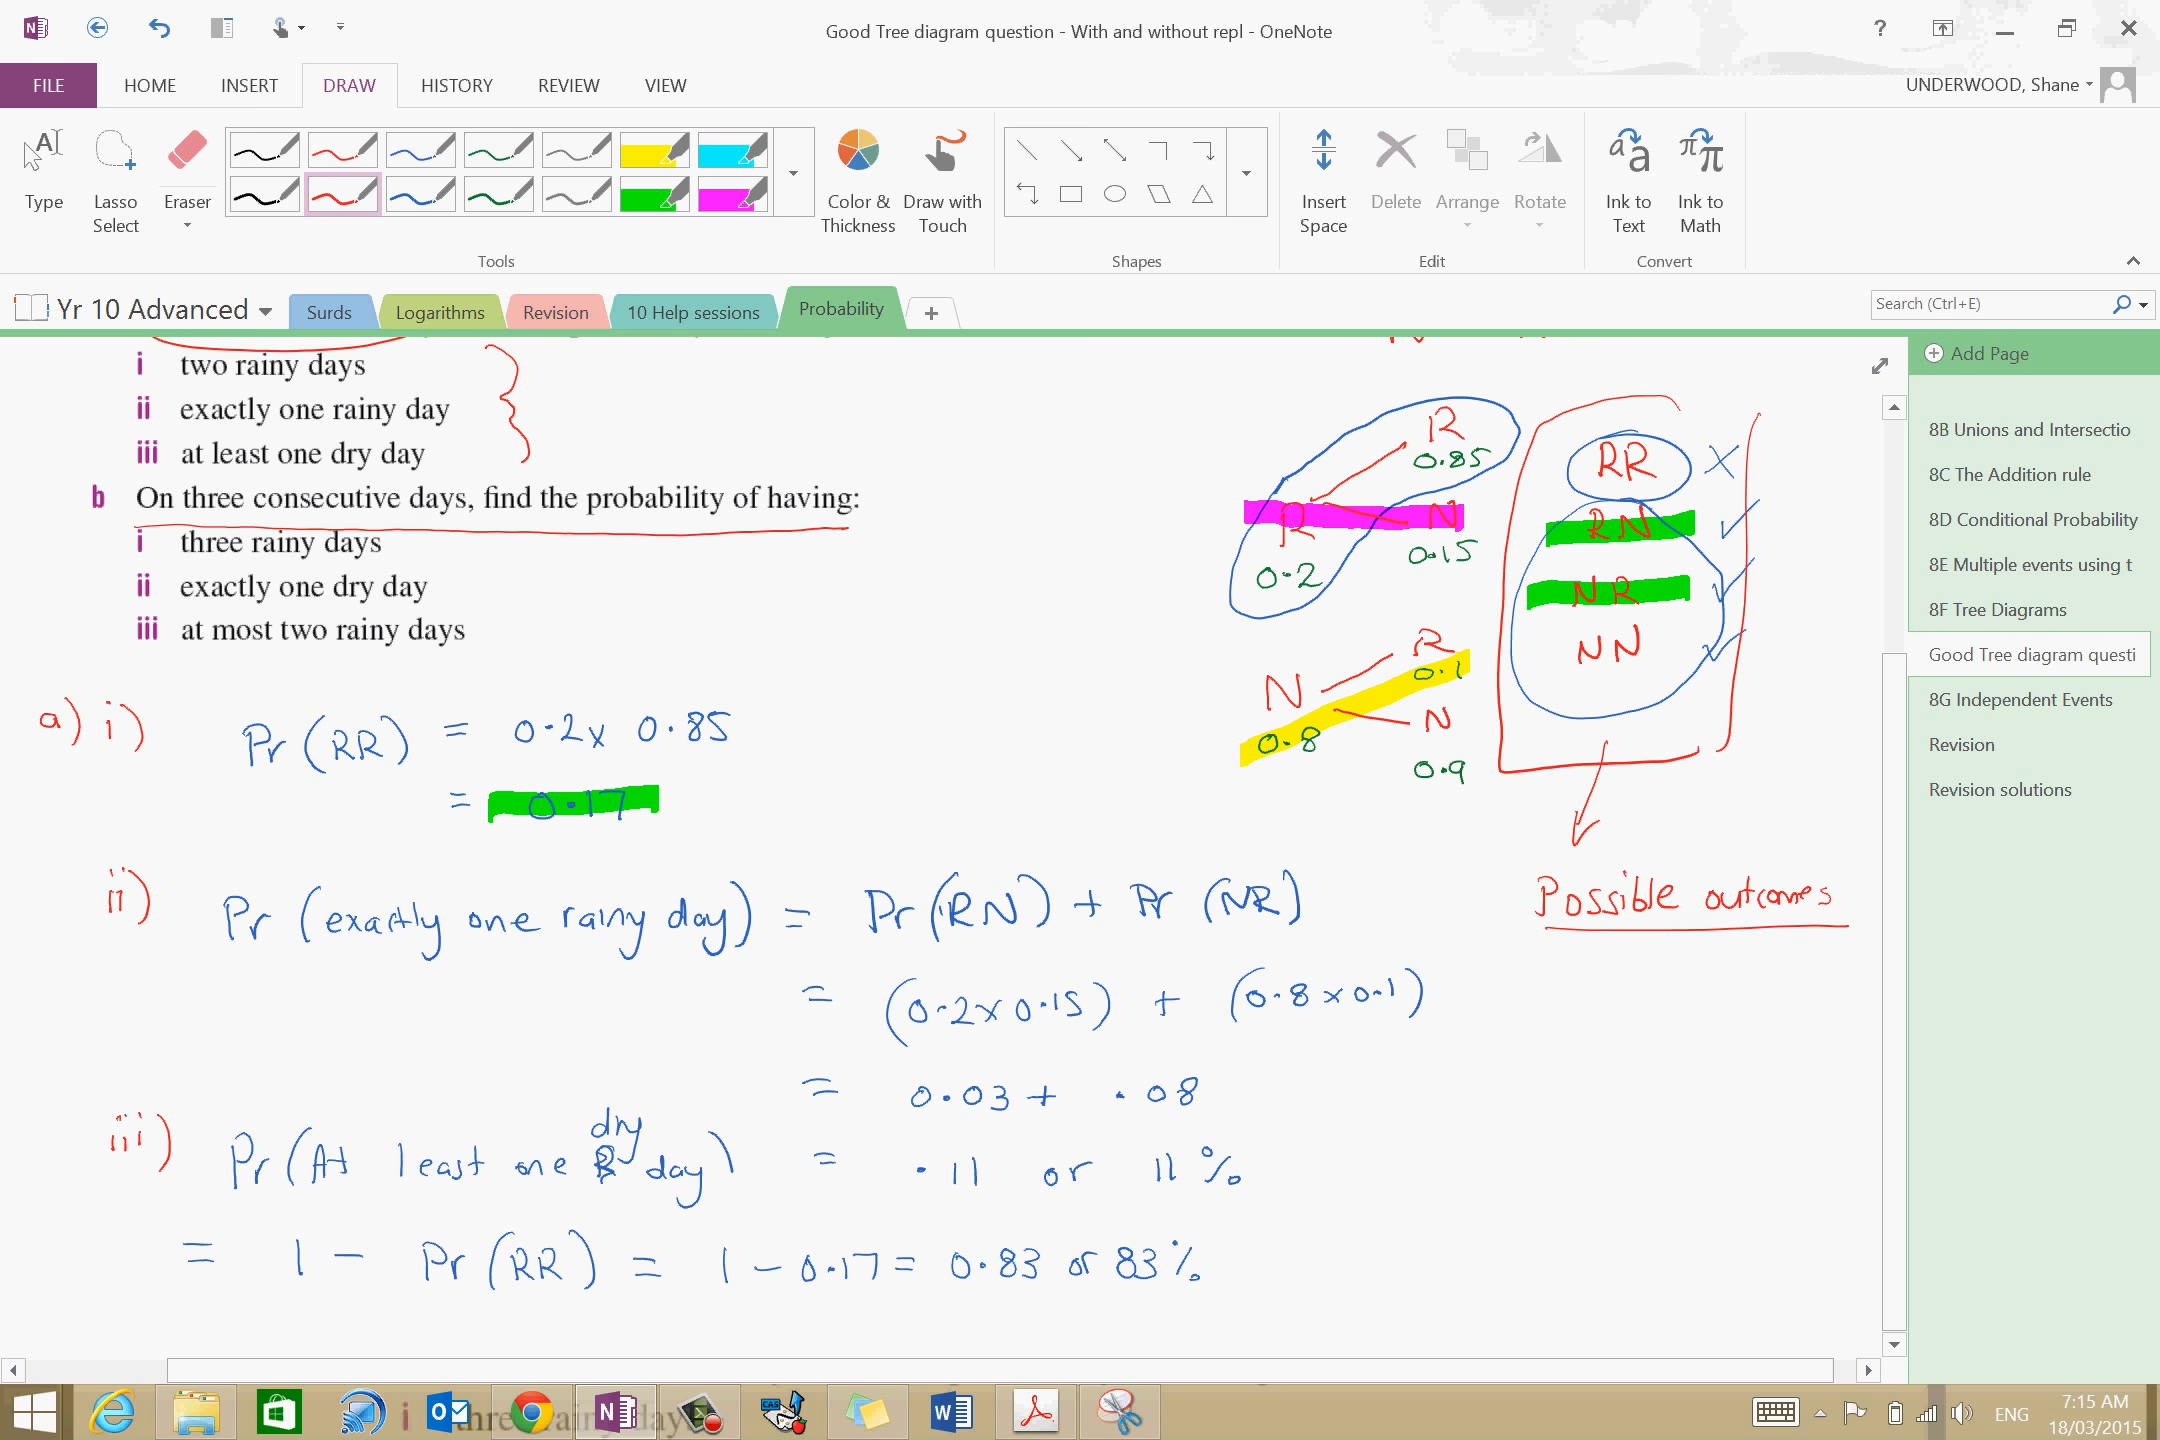 Good Tree diagram question - With and without repl - OneNote
?
FILE HOME INSERT DRAW HISTORY REVIEW VIEW
UNDERWOOD, Shane
Type
Lasso Select
Eraser
Color & Thickness
Draw with Touch
Insert Space
Delete
Arrange
Rotate
Ink to Text
Ink to Math
Tools
Shapes
Edit
Convert
Yr 10 Advanced
Surds
Logarithms
Revision
10 Help sessions
Probability
Search (Ctrl+E)
i two rainy days
ii exactly one rainy day
iii at least one dry day
b On three consecutive days, find the probability of having:
i three rainy days
ii exactly one dry day
iii at most two rainy days
R
0.85
R N
0.2 0.15
R
0.1
N
N
0.8
0.9
RR
RN
NR
NN
Possible outcomes
a) i) Pr (RR) = 0.2 x 0.85
= 0.17
ii) Pr (exactly one rainy day) = Pr (RN) + Pr (NR)
= (0.2 x 0.15) + (0.8 x 0.1)
= 0.03 + .08
= .11 or 11%
iii) Pr (At least one dry day)
= 1 - Pr (RR) = 1 - 0.17 = 0.83 or 83%
Add Page
8B Unions and Intersectio
8C The Addition rule
8D Conditional Probability
8E Multiple events using t
8F Tree Diagrams
Good Tree diagram questi
8G Independent Events
Revision
Revision solutions
i three rainy days
CAS
ENG
7:15 AM
18/03/2015